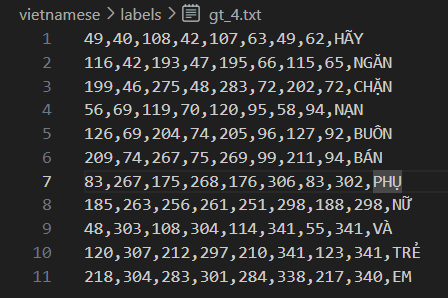 vietnamese > labels > gt_4.txt
1 49,40,108,42,107,63,49,62,HÃY
2 116,42,193,47,195,66,115,65,NGĂN
3 199,46,275,48,283,72,202,72,CHẶN
4 56,69,119,70,120,95,58,94,NẠN
5 126,69,204,74,205,96,127,92,BUÔN
6 209,74,267,75,269,99,211,94,BÁN
7 83,267,175,268,176,306,83,302,PHỤ
8 185,263,256,261,251,298,188,298,NỮ
9 48,303,108,304,114,341,55,341,VÀ
10 120,307,212,297,210,341,123,341,TRẺ
11 218,304,283,301,284,338,217,340,EM